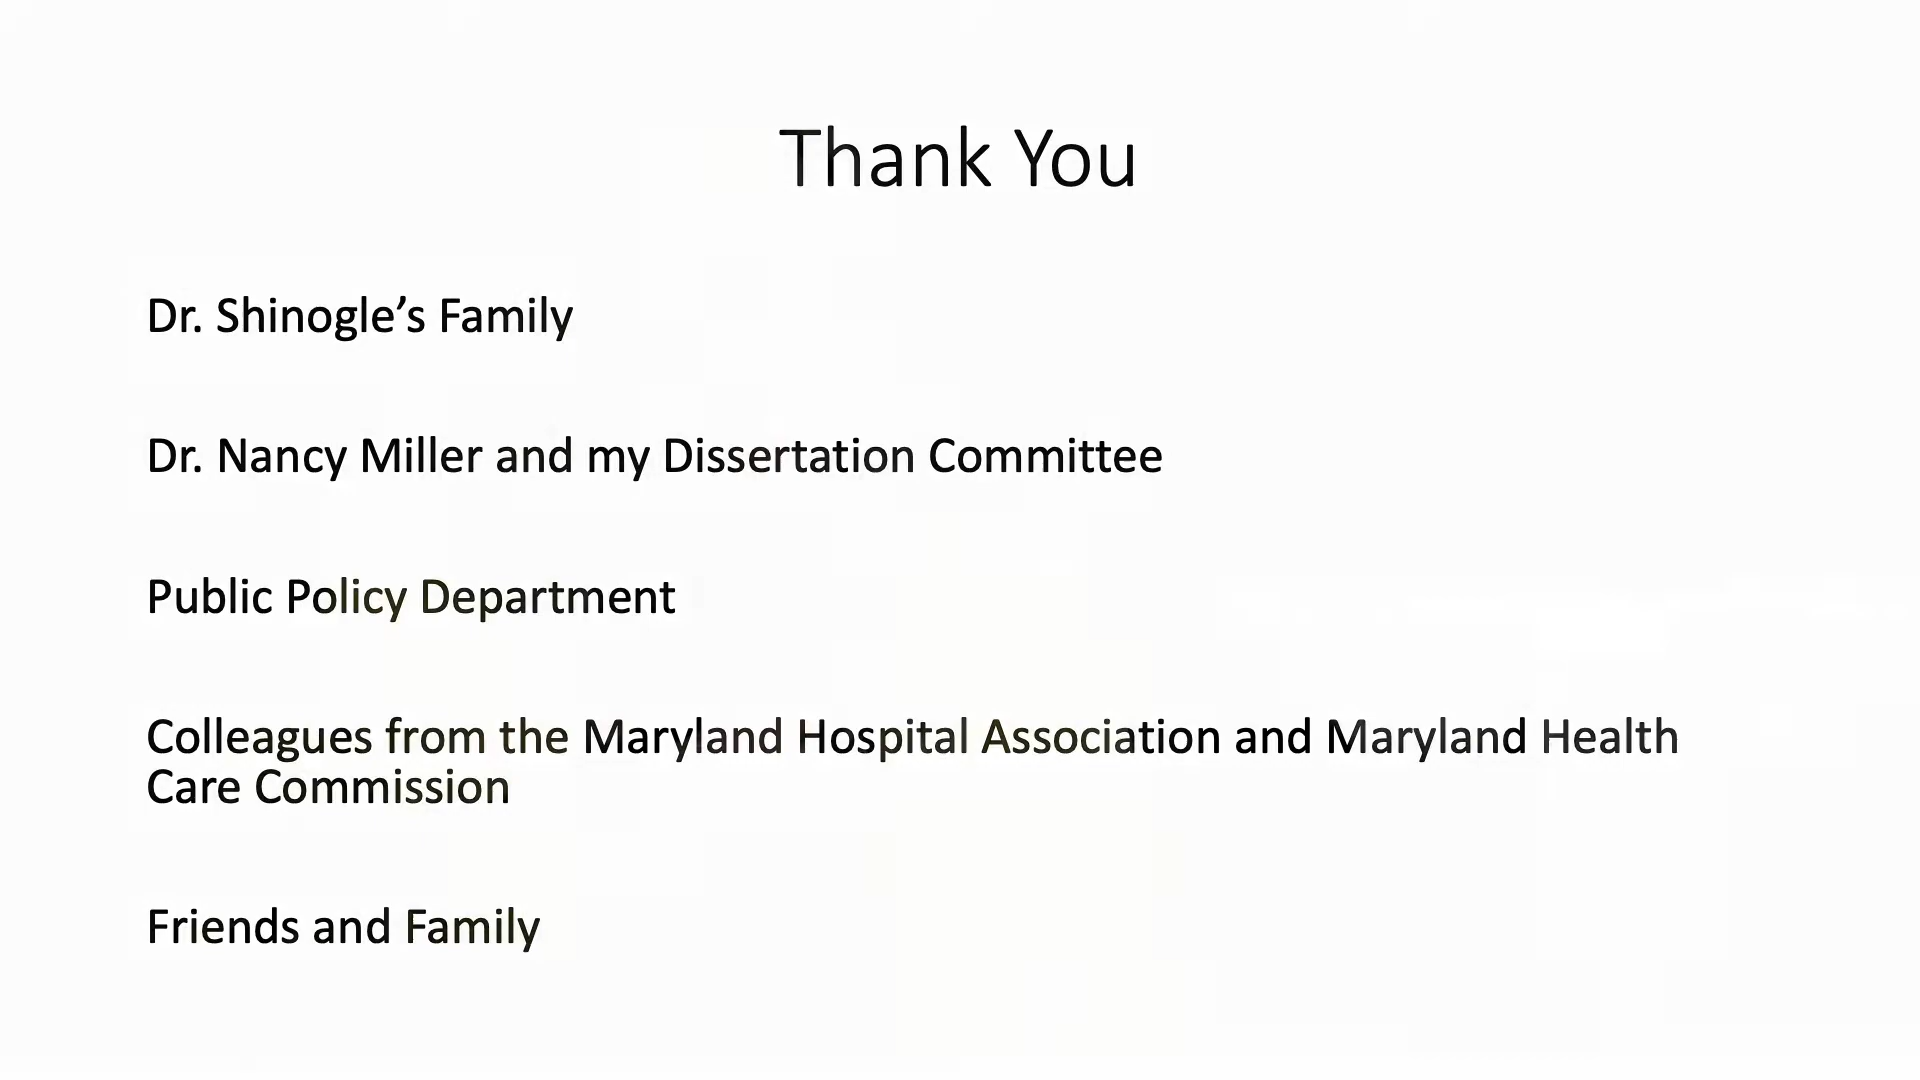 Thank You
Dr. Shinogle’s Family
Dr. Nancy Miller and my Dissertation Committee
Public Policy Department
Colleagues from the Maryland Hospital Association and Maryland Health
Care Commission
Friends and Family